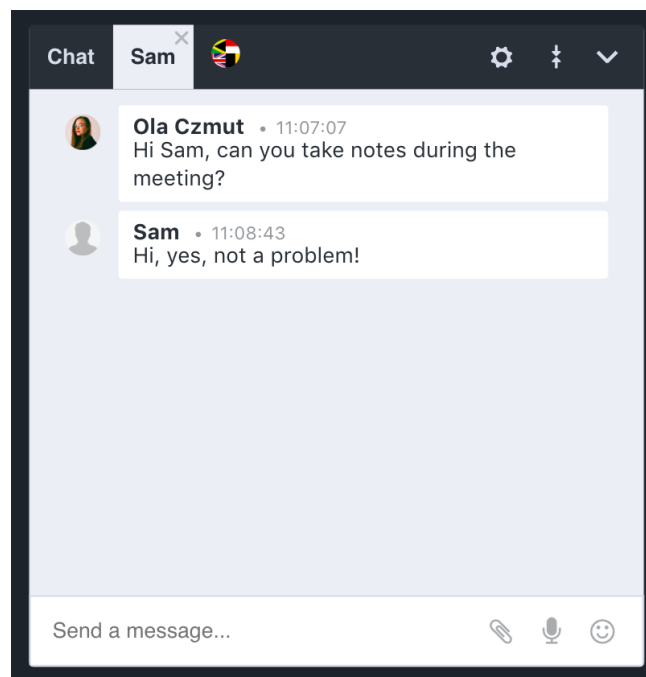 Chat Sam
Ola Czmut • 11:07:07
Hi Sam, can you take notes during the
meeting?
Sam • 11:08:43
Hi, yes, not a problem!
Send a message...